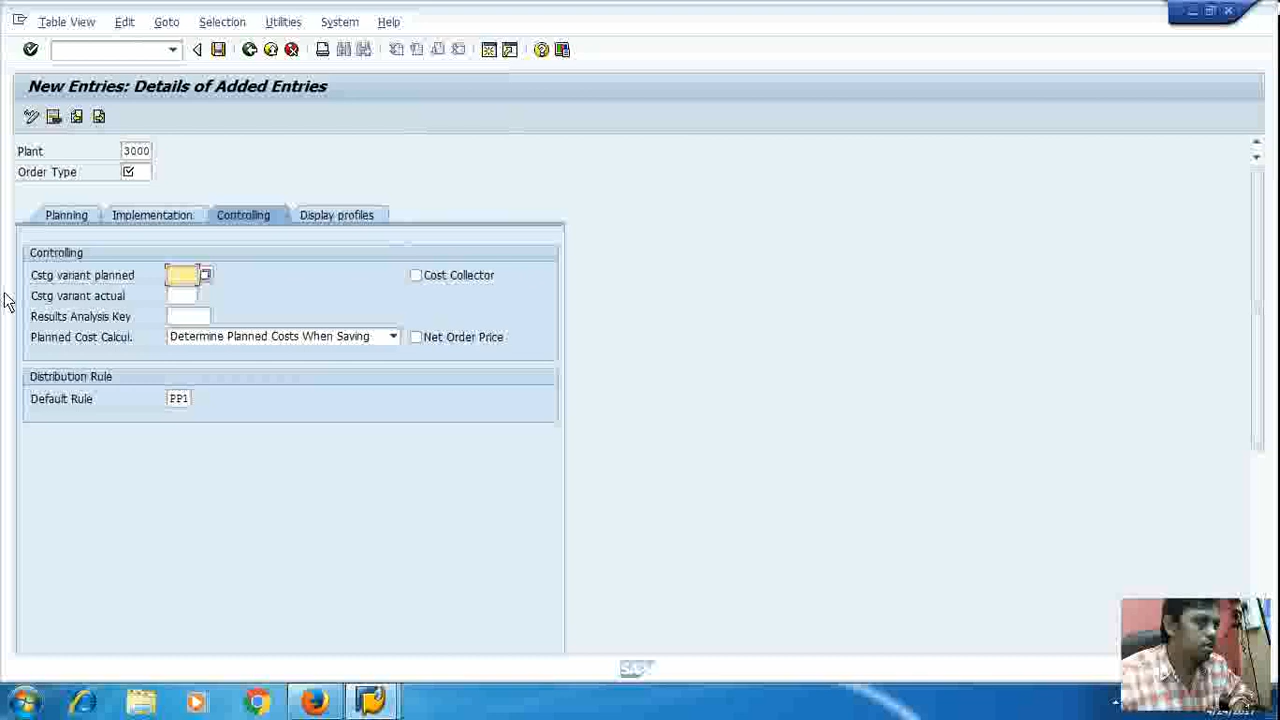 Table View Edit Goto Selection Utilities System Help
New Entries: Details of Added Entries
Plant 3000
Order Type
Planning Implementation Controlling Display profiles
Controlling
Cstg variant planned Cost Collector
Cstg variant actual
Results Analysis Key
Planned Cost Calcul. Determine Planned Costs When Saving Net Order Price
Distribution Rule
Default Rule PP1
SAP